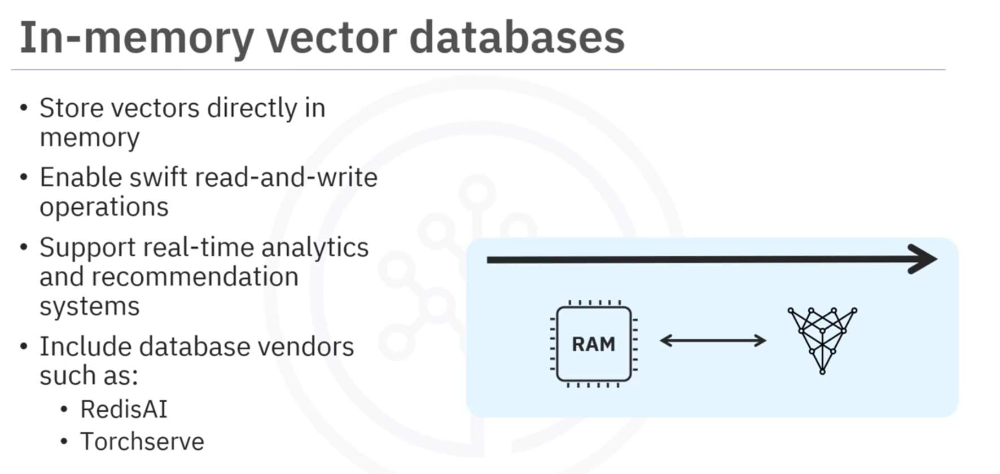 In-memory vector databases
• Store vectors directly in
memory
• Enable swift read-and-write
operations
• Support real-time analytics
and recommendation
systems
• Include database vendors
such as:
• RedisAI
• Torchserve
RAM